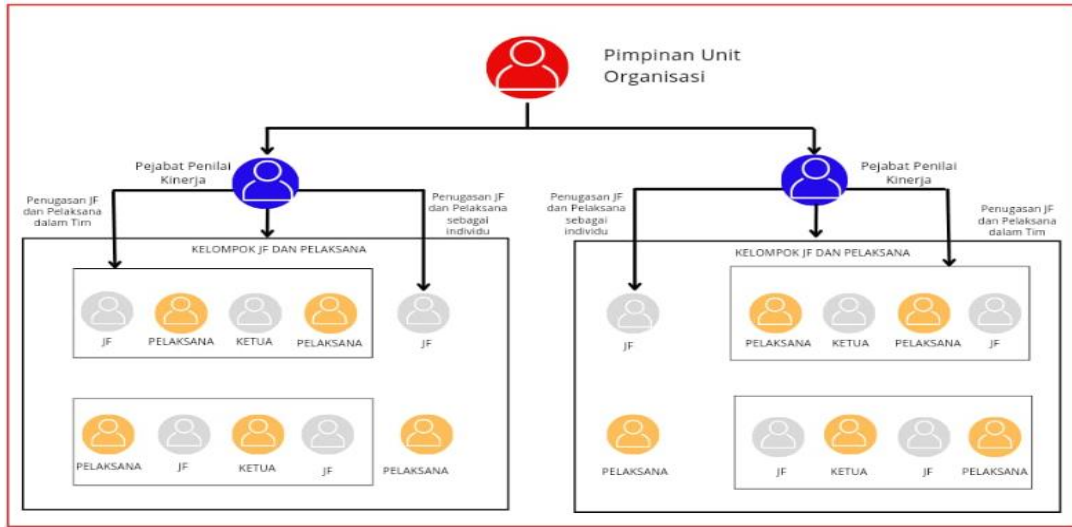 Pimpinan Unit
Organisasi
Pejabat Penilai
Kinerja
Penugasan JF
dan Pelaksana
dalam Tim
Penugasan JF
dan Pelaksana
sebagai
individu
KELOMPOK JF DAN PELAKSANA
JF
PELAKSANA
KETUA
PELAKSANA
JF
PELAKSANA
JF
KETUA
JF
PELAKSANA
Pejabat Penilai
Kinerja
Penugasan JF
dan Pelaksana
sebagai
individu
Penugasan JF
dan Pelaksana
dalam Tim
KELOMPOK JF DAN PELAKSANA
JF
PELAKSANA
KETUA
PELAKSANA
JF
PELAKSANA
JF
KETUA
JF
PELAKSANA